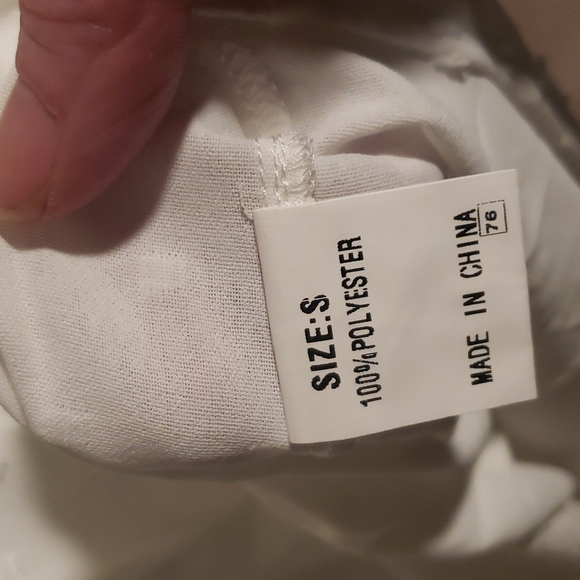 SIZE:S
100%POLYESTER
MADE IN CHINA
76